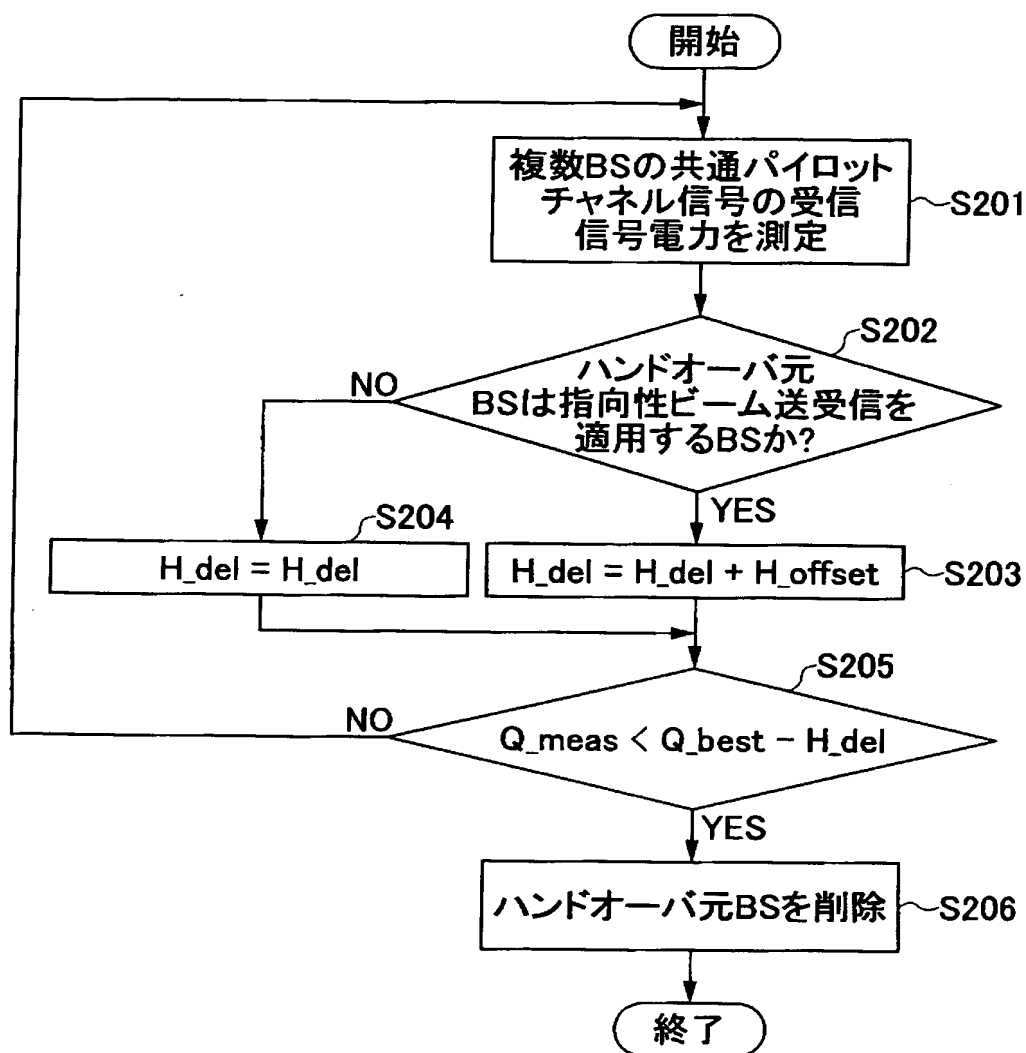 開始
複数BSの共通パイロット
チャネル信号の受信
信号電力を測定
S201
S202
ハンドオーバ元
BSは指向性ビーム送受信を
適用するBSか?
NO
YES
S204
H_del = H_del
H_del = H_del + H_offset
S203
S205
NO
Q_meas < Q_best − H_del
YES
ハンドオーバ元BSを削除
S206
終了